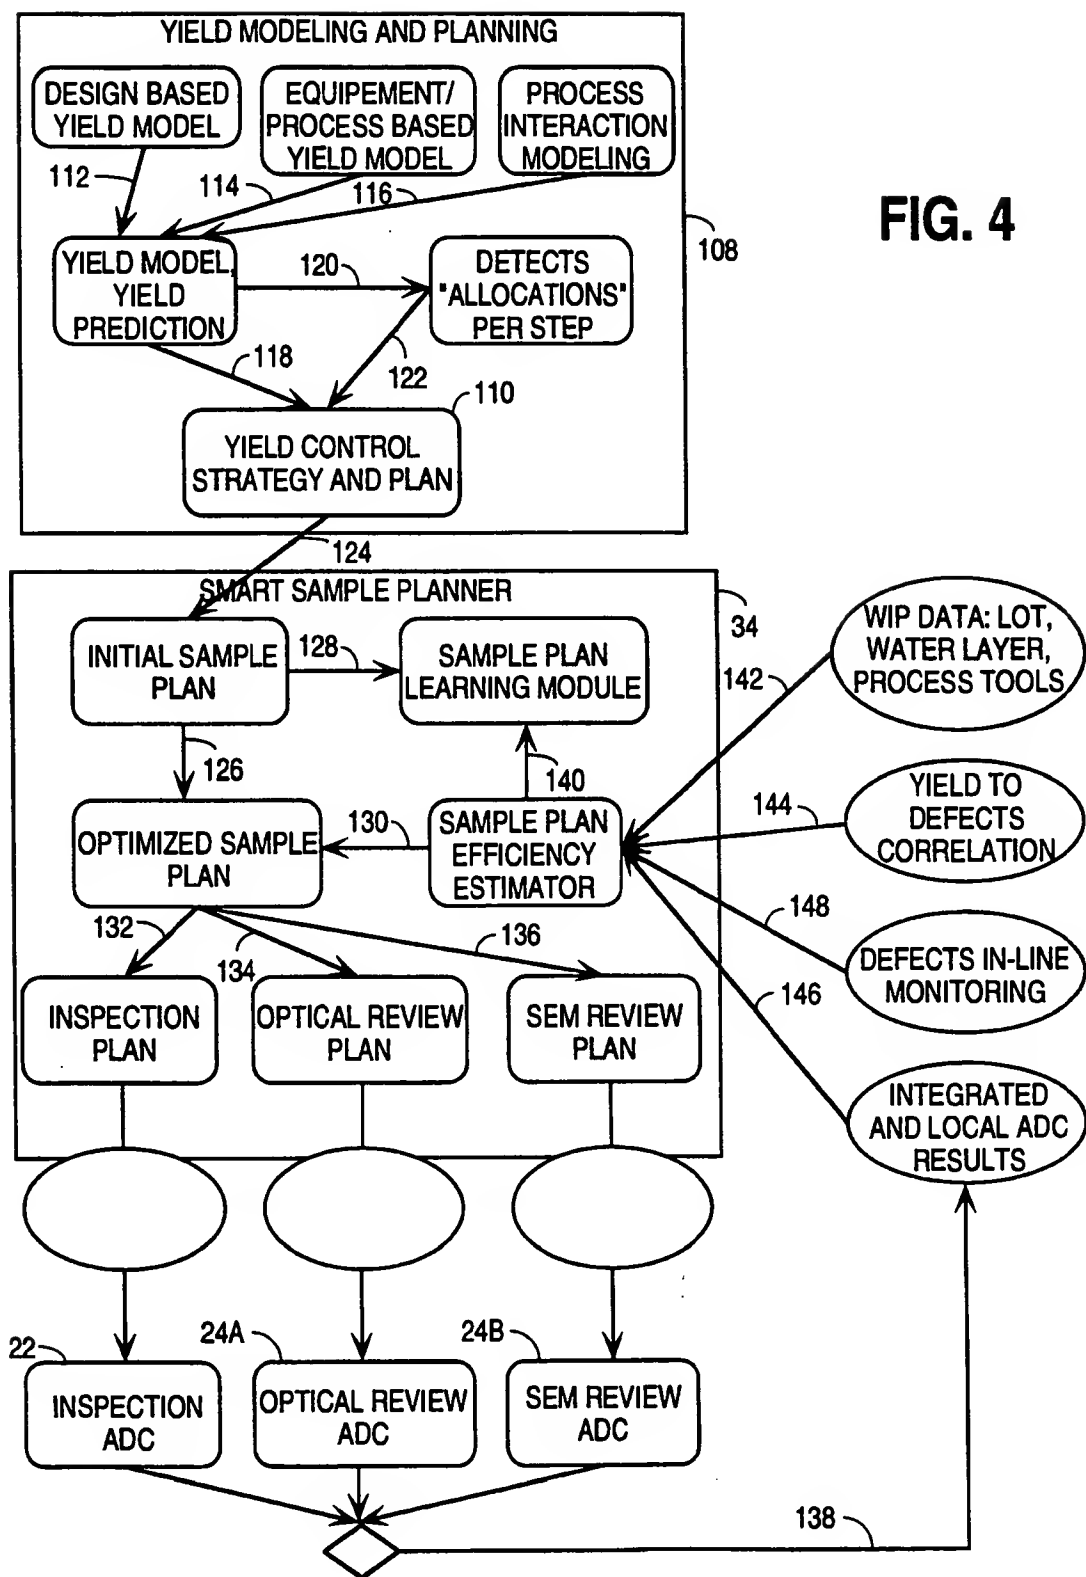 YIELD MODELING AND PLANNING
DESIGN BASED
YIELD MODEL
EQUIPEMENT/
PROCESS BASED
YIELD MODEL
PROCESS
INTERACTION
MODELING
112
114
116
108
FIG. 4
YIELD MODEL,
YIELD
PREDICTION
120
DETECTS
"ALLOCATIONS"
PER STEP
118
122
110
YIELD CONTROL
STRATEGY AND PLAN
124
SMART SAMPLE PLANNER
34
INITIAL SAMPLE
PLAN
128
SAMPLE PLAN
LEARNING MODULE
WIP DATA: LOT,
WATER LAYER,
PROCESS TOOLS
142
126
140
OPTIMIZED SAMPLE
PLAN
130
SAMPLE PLAN
EFFICIENCY
ESTIMATOR
144
YIELD TO
DEFECTS
CORRELATION
132
134
136
148
DEFECTS IN-LINE
MONITORING
146
INSPECTION
PLAN
OPTICAL REVIEW
PLAN
SEM REVIEW
PLAN
INTEGRATED
AND LOCAL ADC
RESULTS
22
24A
24B
INSPECTION
ADC
OPTICAL REVIEW
ADC
SEM REVIEW
ADC
138